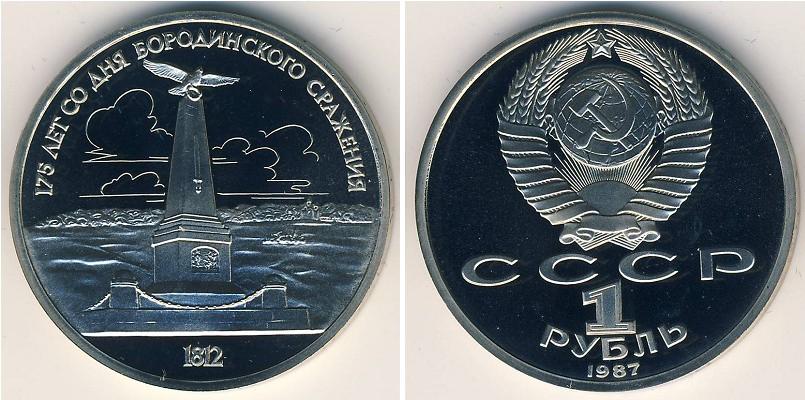 175 ЛЕТ СО ДНЯ БОРОДИНСКОГО СРАЖЕНИЯ
1812
СССР
1
РУБЛЬ
1987